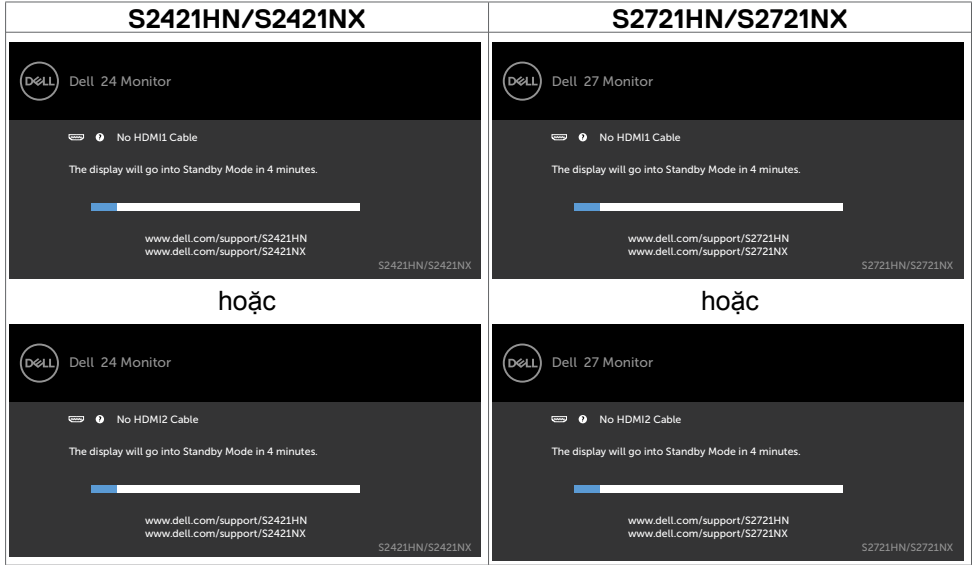 S2421HN/S2421NX
S2721HN/S2721NX
DELL Dell 24 Monitor
No HDMI1 Cable
The display will go into Standby Mode in 4 minutes.
www.dell.com/support/S2421HN
www.dell.com/support/S2421NX
S2421HN/S2421NX
DELL Dell 27 Monitor
No HDMI1 Cable
The display will go into Standby Mode in 4 minutes.
www.dell.com/support/S2721HN
www.dell.com/support/S2721NX
S2721HN/S2721NX
hoặc
hoặc
DELL Dell 24 Monitor
No HDMI2 Cable
The display will go into Standby Mode in 4 minutes.
www.dell.com/support/S2421HN
www.dell.com/support/S2421NX
S2421HN/S2421NX
DELL Dell 27 Monitor
No HDMI2 Cable
The display will go into Standby Mode in 4 minutes.
www.dell.com/support/S2721HN
www.dell.com/support/S2721NX
S2721HN/S2721NX